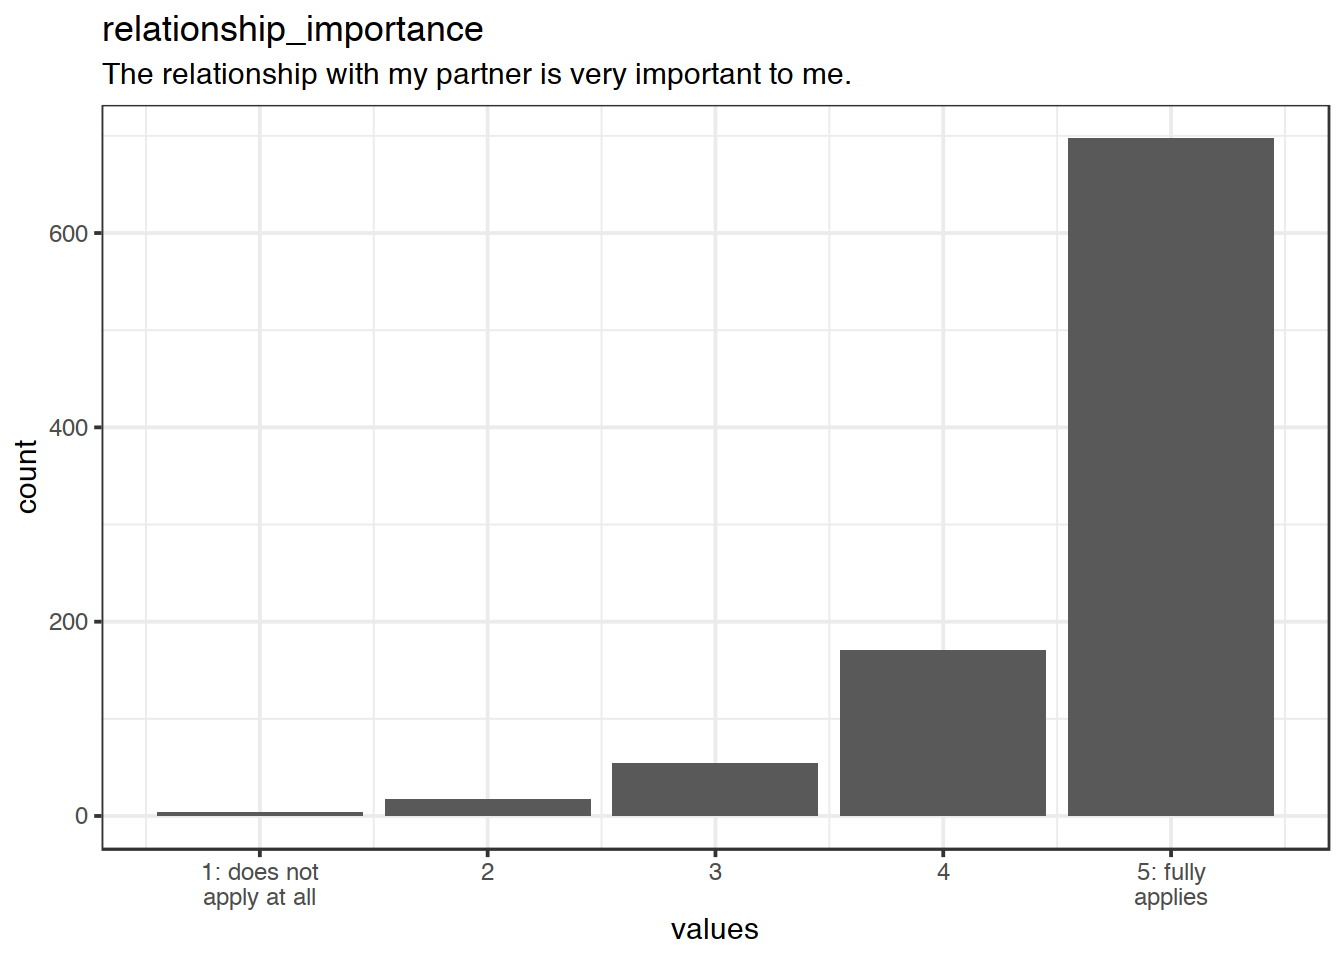 relationship_importance
The relationship with my partner is very important to me.
600
400
200
0
count
1: does not
apply at all
2
3
4
5: fully
applies
values